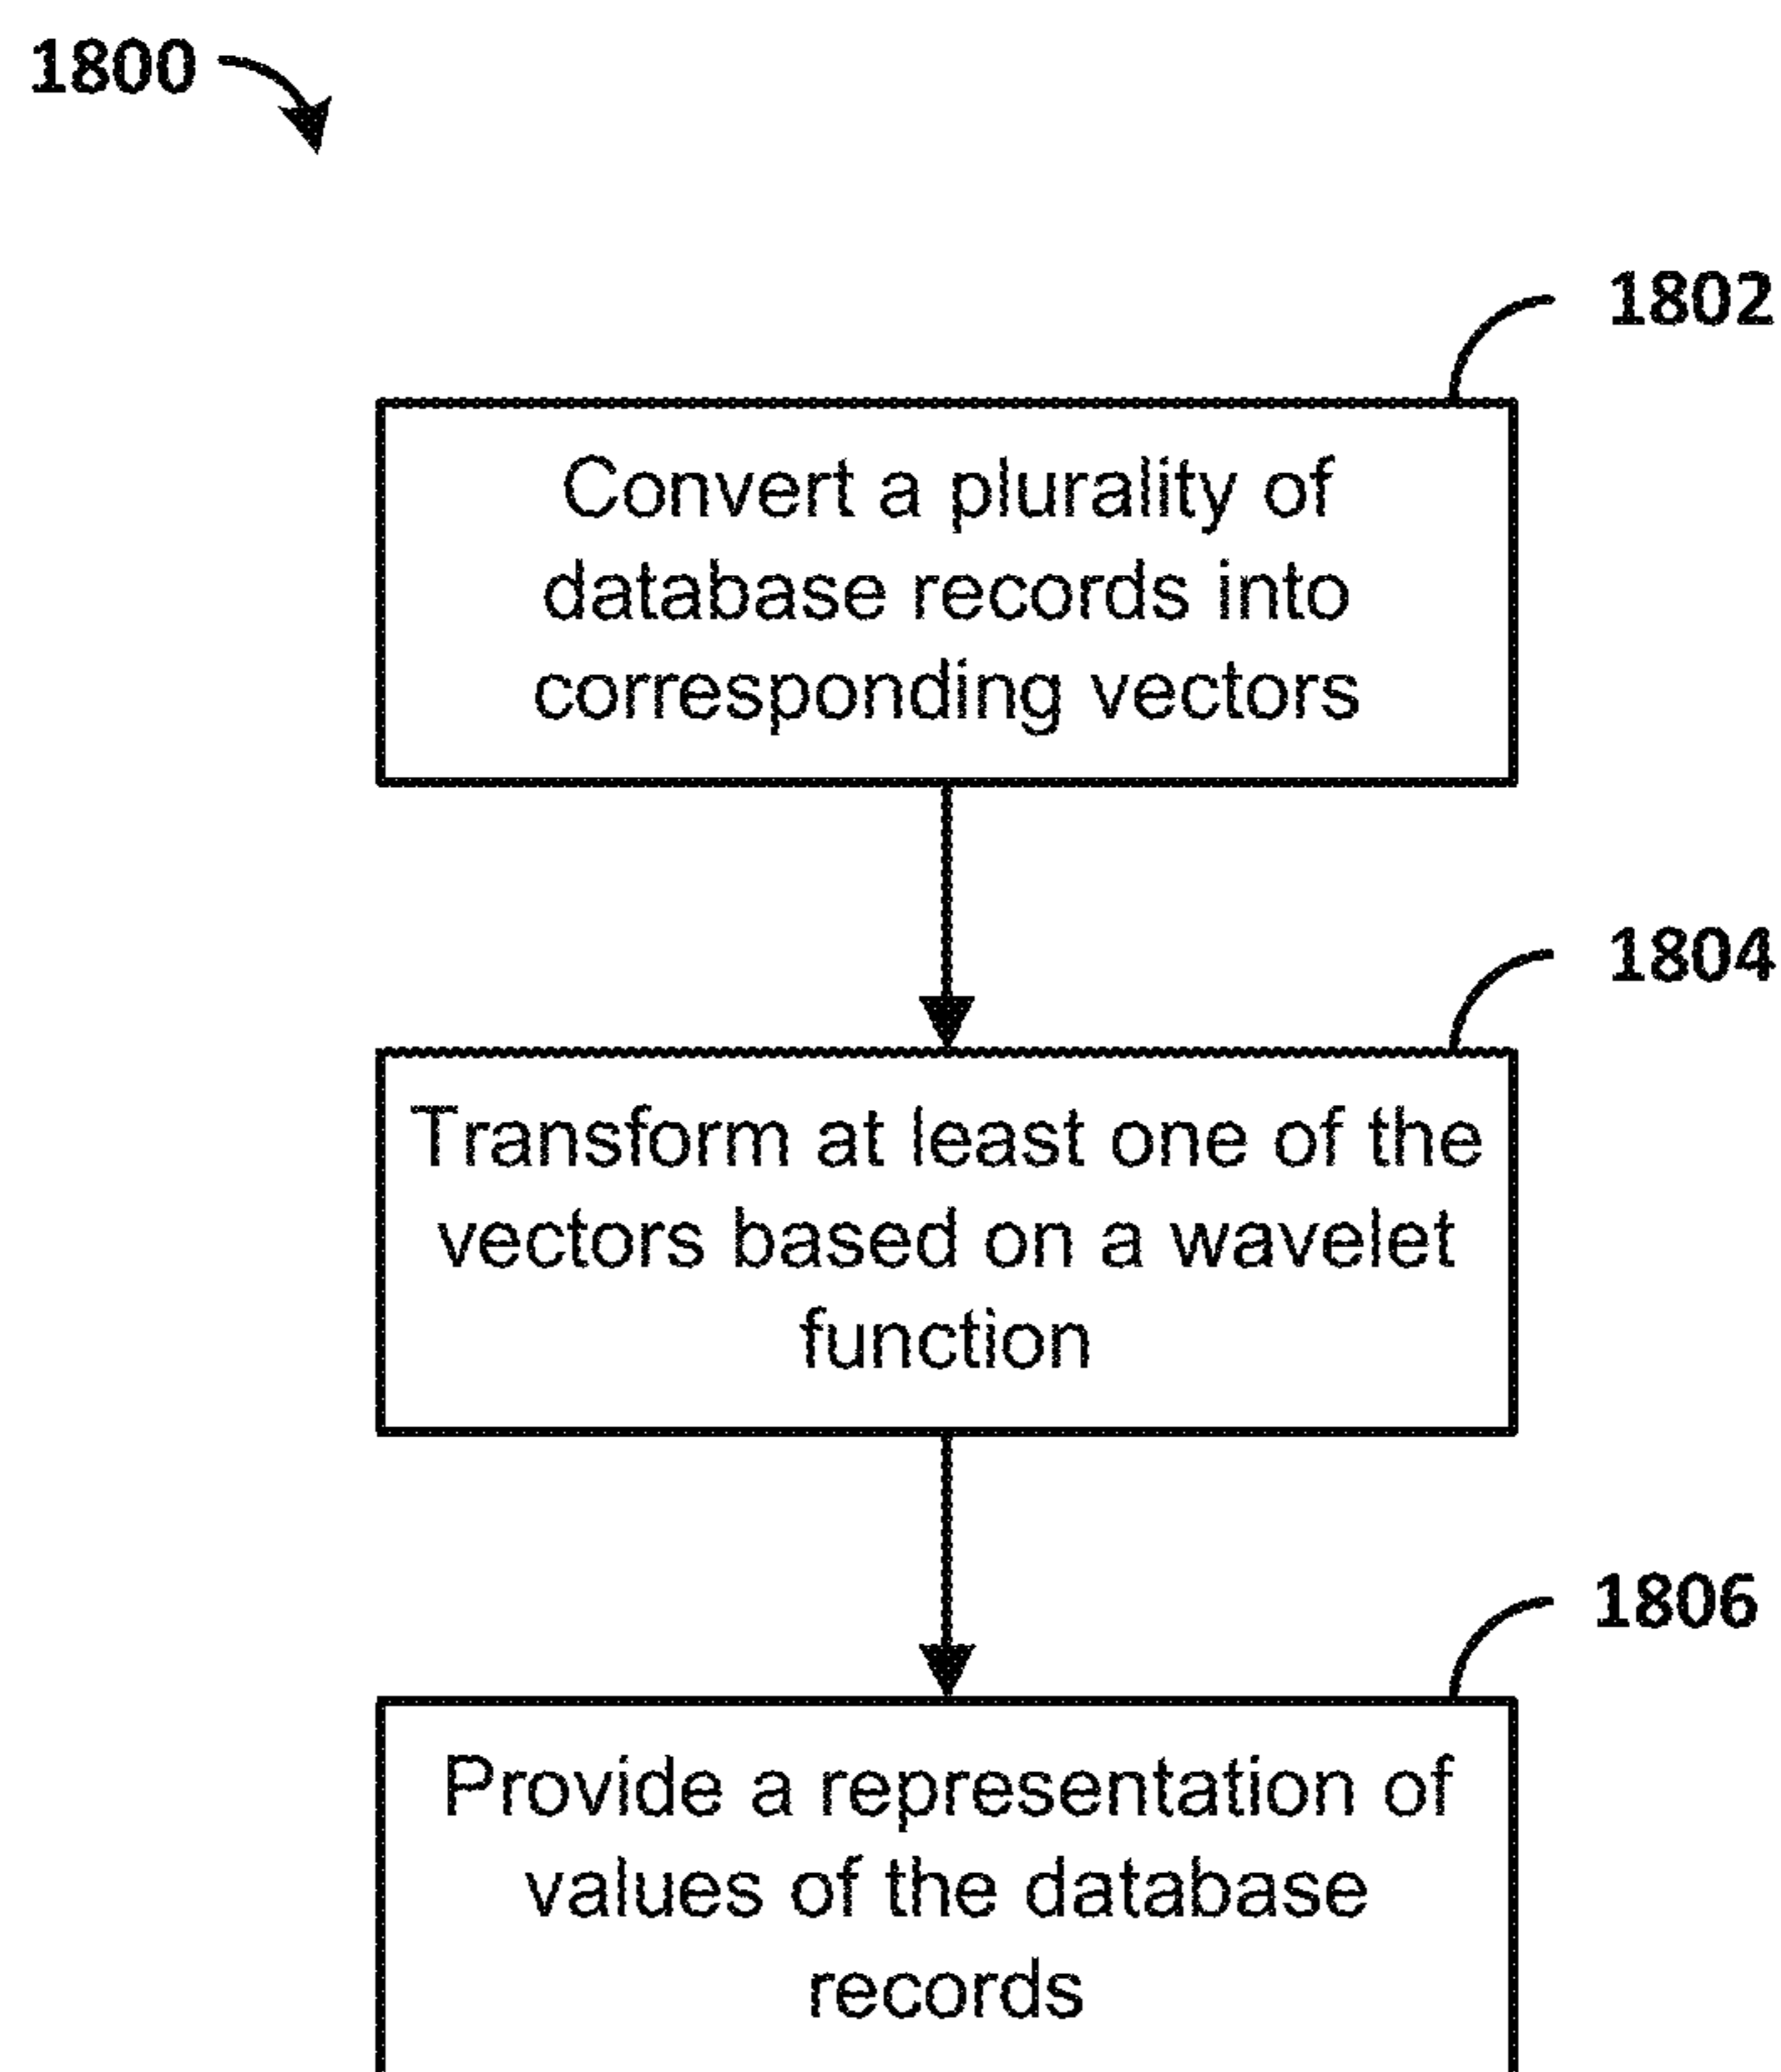 1800
1802
Convert a plurality of
database records into
corresponding vectors
1804
Transform at least one of the
vectors based on a wavelet
function
1806
Provide a representation of
values of the database
records